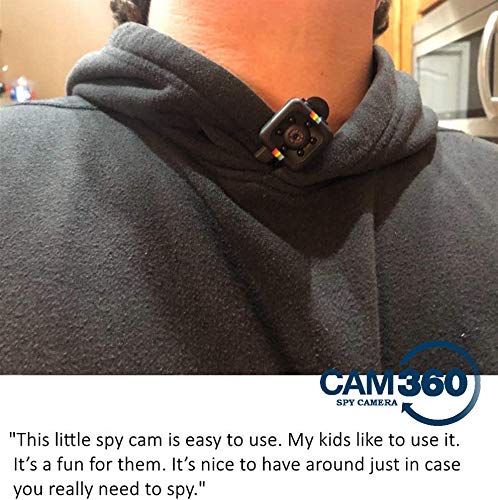 CAM360
SPY CAMERA
"This little spy cam is easy to use. My kids like to use it.
It’s a fun for them. It’s nice to have around just in case
you really need to spy."